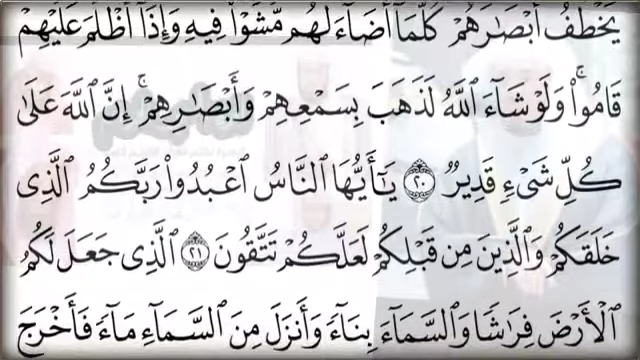 يَخْطَفُ أَبْصَٰرَهُمْ كُلَّمَآ أَضَآءَ لَهُم مَّشَوْا۟ فِيهِ وَإِذَآ أَظْلَمَ عَلَيْهِمْ
قَامُوا۟ۚ وَلَوْ شَآءَ ٱللَّهُ لَذَهَبَ بِسَمْعِهِمْ وَأَبْصَٰرِهِمْۚ إِنَّ ٱللَّهَ عَلَىٰ
كُلِّ شَىْءٍ قَدِيرٌ ٢٠ يَٰٓأَيُّهَا ٱلنَّاسُ ٱعْبُدُوا۟ رَبَّكُمُ ٱلَّذِى
خَلَقَكُمْ وَٱلَّذِينَ مِن قَبْلِكُمْ لَعَلَّكُمْ تَتَّقُونَ ٢١ ٱلَّذِى جَعَلَ لَكُمُ
ٱلْأَرْضَ فِرَٰشًا وَٱلسَّمَآءَ بِنَآءً وَأَنزَلَ مِنَ ٱلسَّمَآءِ مَآءً فَأَخْرَجَ